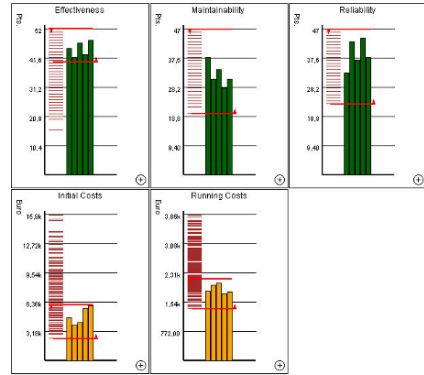 Effectiveness
Pts.
52
41,6
31,2
20,8
10,4
Maintainability
Pts.
47
37,6
28,2
18,8
9,40
Reliability
Pts.
47
37,6
28,2
18,8
9,40
Initial Costs
Euro
15,9k
12,72k
9,54k
6,36k
3,18k
Running Costs
Euro
3,86k
3,09k
2,31k
1,54k
772,00